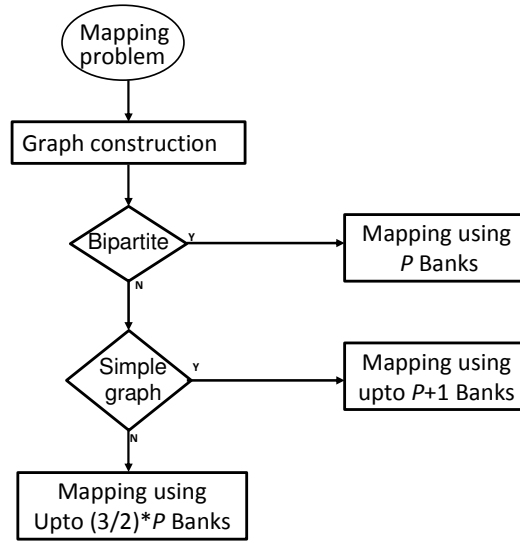 Mapping
problem
Graph construction
Bipartite
Y
Mapping using
P Banks
N
Simple
graph
Y
Mapping using
upto P+1 Banks
N
Mapping using
Upto (3/2)*P Banks